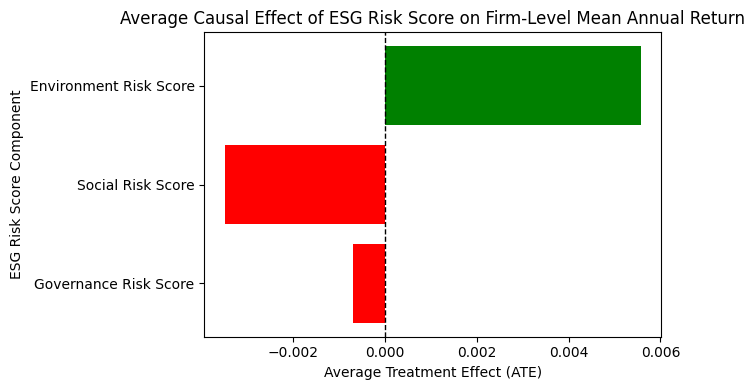 Average Causal Effect of ESG Risk Score on Firm-Level Mean Annual Return
ESG Risk Score Component
Environment Risk Score
Social Risk Score
Governance Risk Score
−0.002 0.000 0.002 0.004 0.006
Average Treatment Effect (ATE)